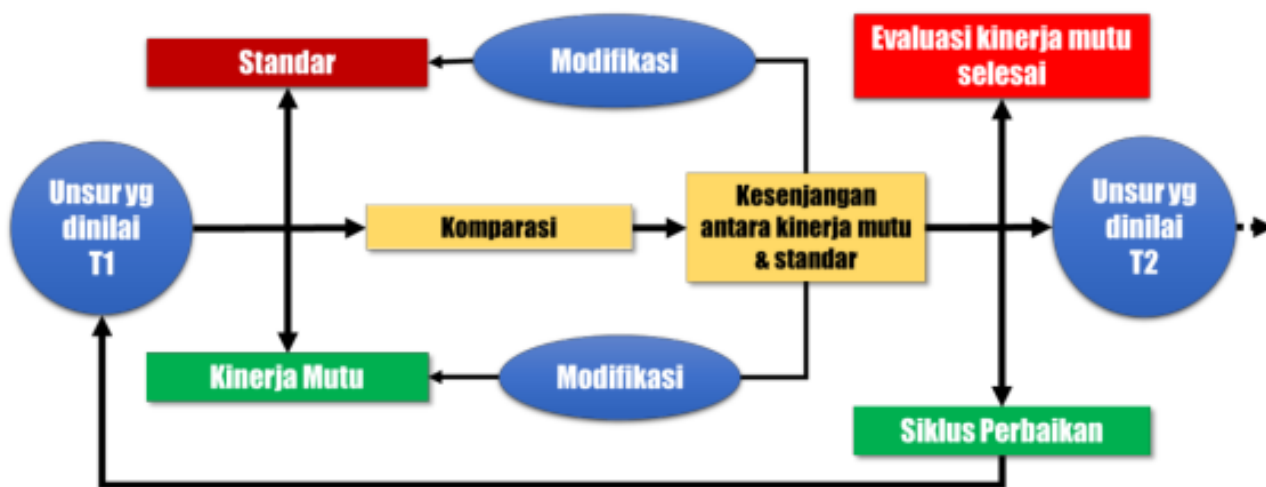 Standar
Modifikasi
Evaluasi kinerja mutu
selesai
Unsur yg
dinilai
T1
Komparasi
Kesenjangan
antara kinerja mutu
& standar
Unsur yg
dinilai
T2
Kinerja Mutu
Modifikasi
Siklus Perbaikan